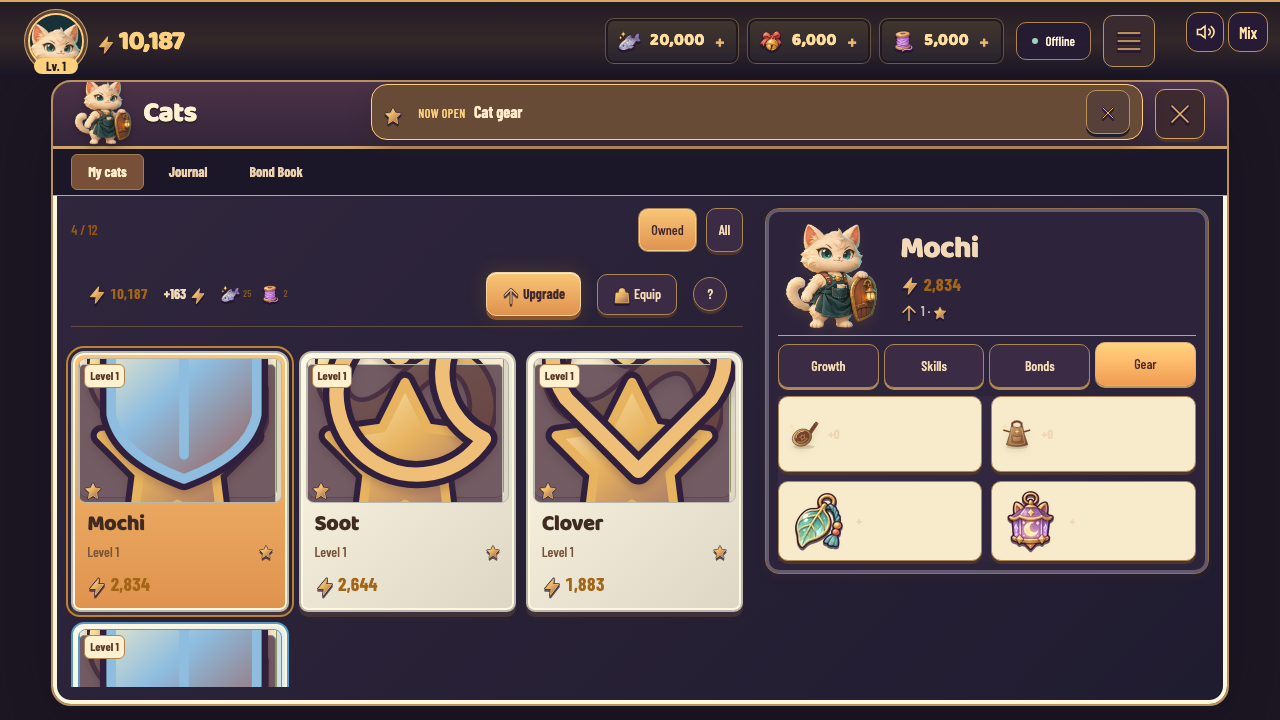 Lv. 1
10,187
20,000 +
6,000 +
5,000 +
Offline
Mix
Cats
NOW OPEN Cat gear
My cats
Journal
Bond Book
4 / 12
Owned
All
10,187
+163
25
2
Upgrade
Equip
?
Mochi
2,834
1 ·
Growth
Skills
Bonds
Gear
+0
+0
+
+
Level 1
Mochi
Level 1
2,834
Level 1
Soot
Level 1
2,644
Level 1
Clover
Level 1
1,883
Level 1